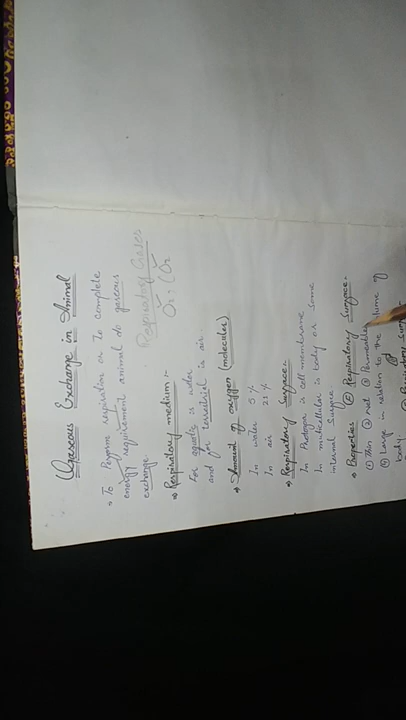 Gaseous Exchange in Animal
→ To Perform respiration or To complete
energy requirement animal do gaseous
exchange.
Respiratory Gases
O2, CO2
⇒ Respiratory medium :-
For aquatic is water
and for terrestrial is air.
⇒ Amount of oxygen (molecules)
In water 5 %
In air 21 %
⇒ Respiratory Surface:-
In Protozoa is cell membrane
In multicellular is body or some
internal Surface
⇒ Properties of Respiratory Surface:-
① Thin ② wet ③ Permeable
④ Large in relation to the volume of
body.